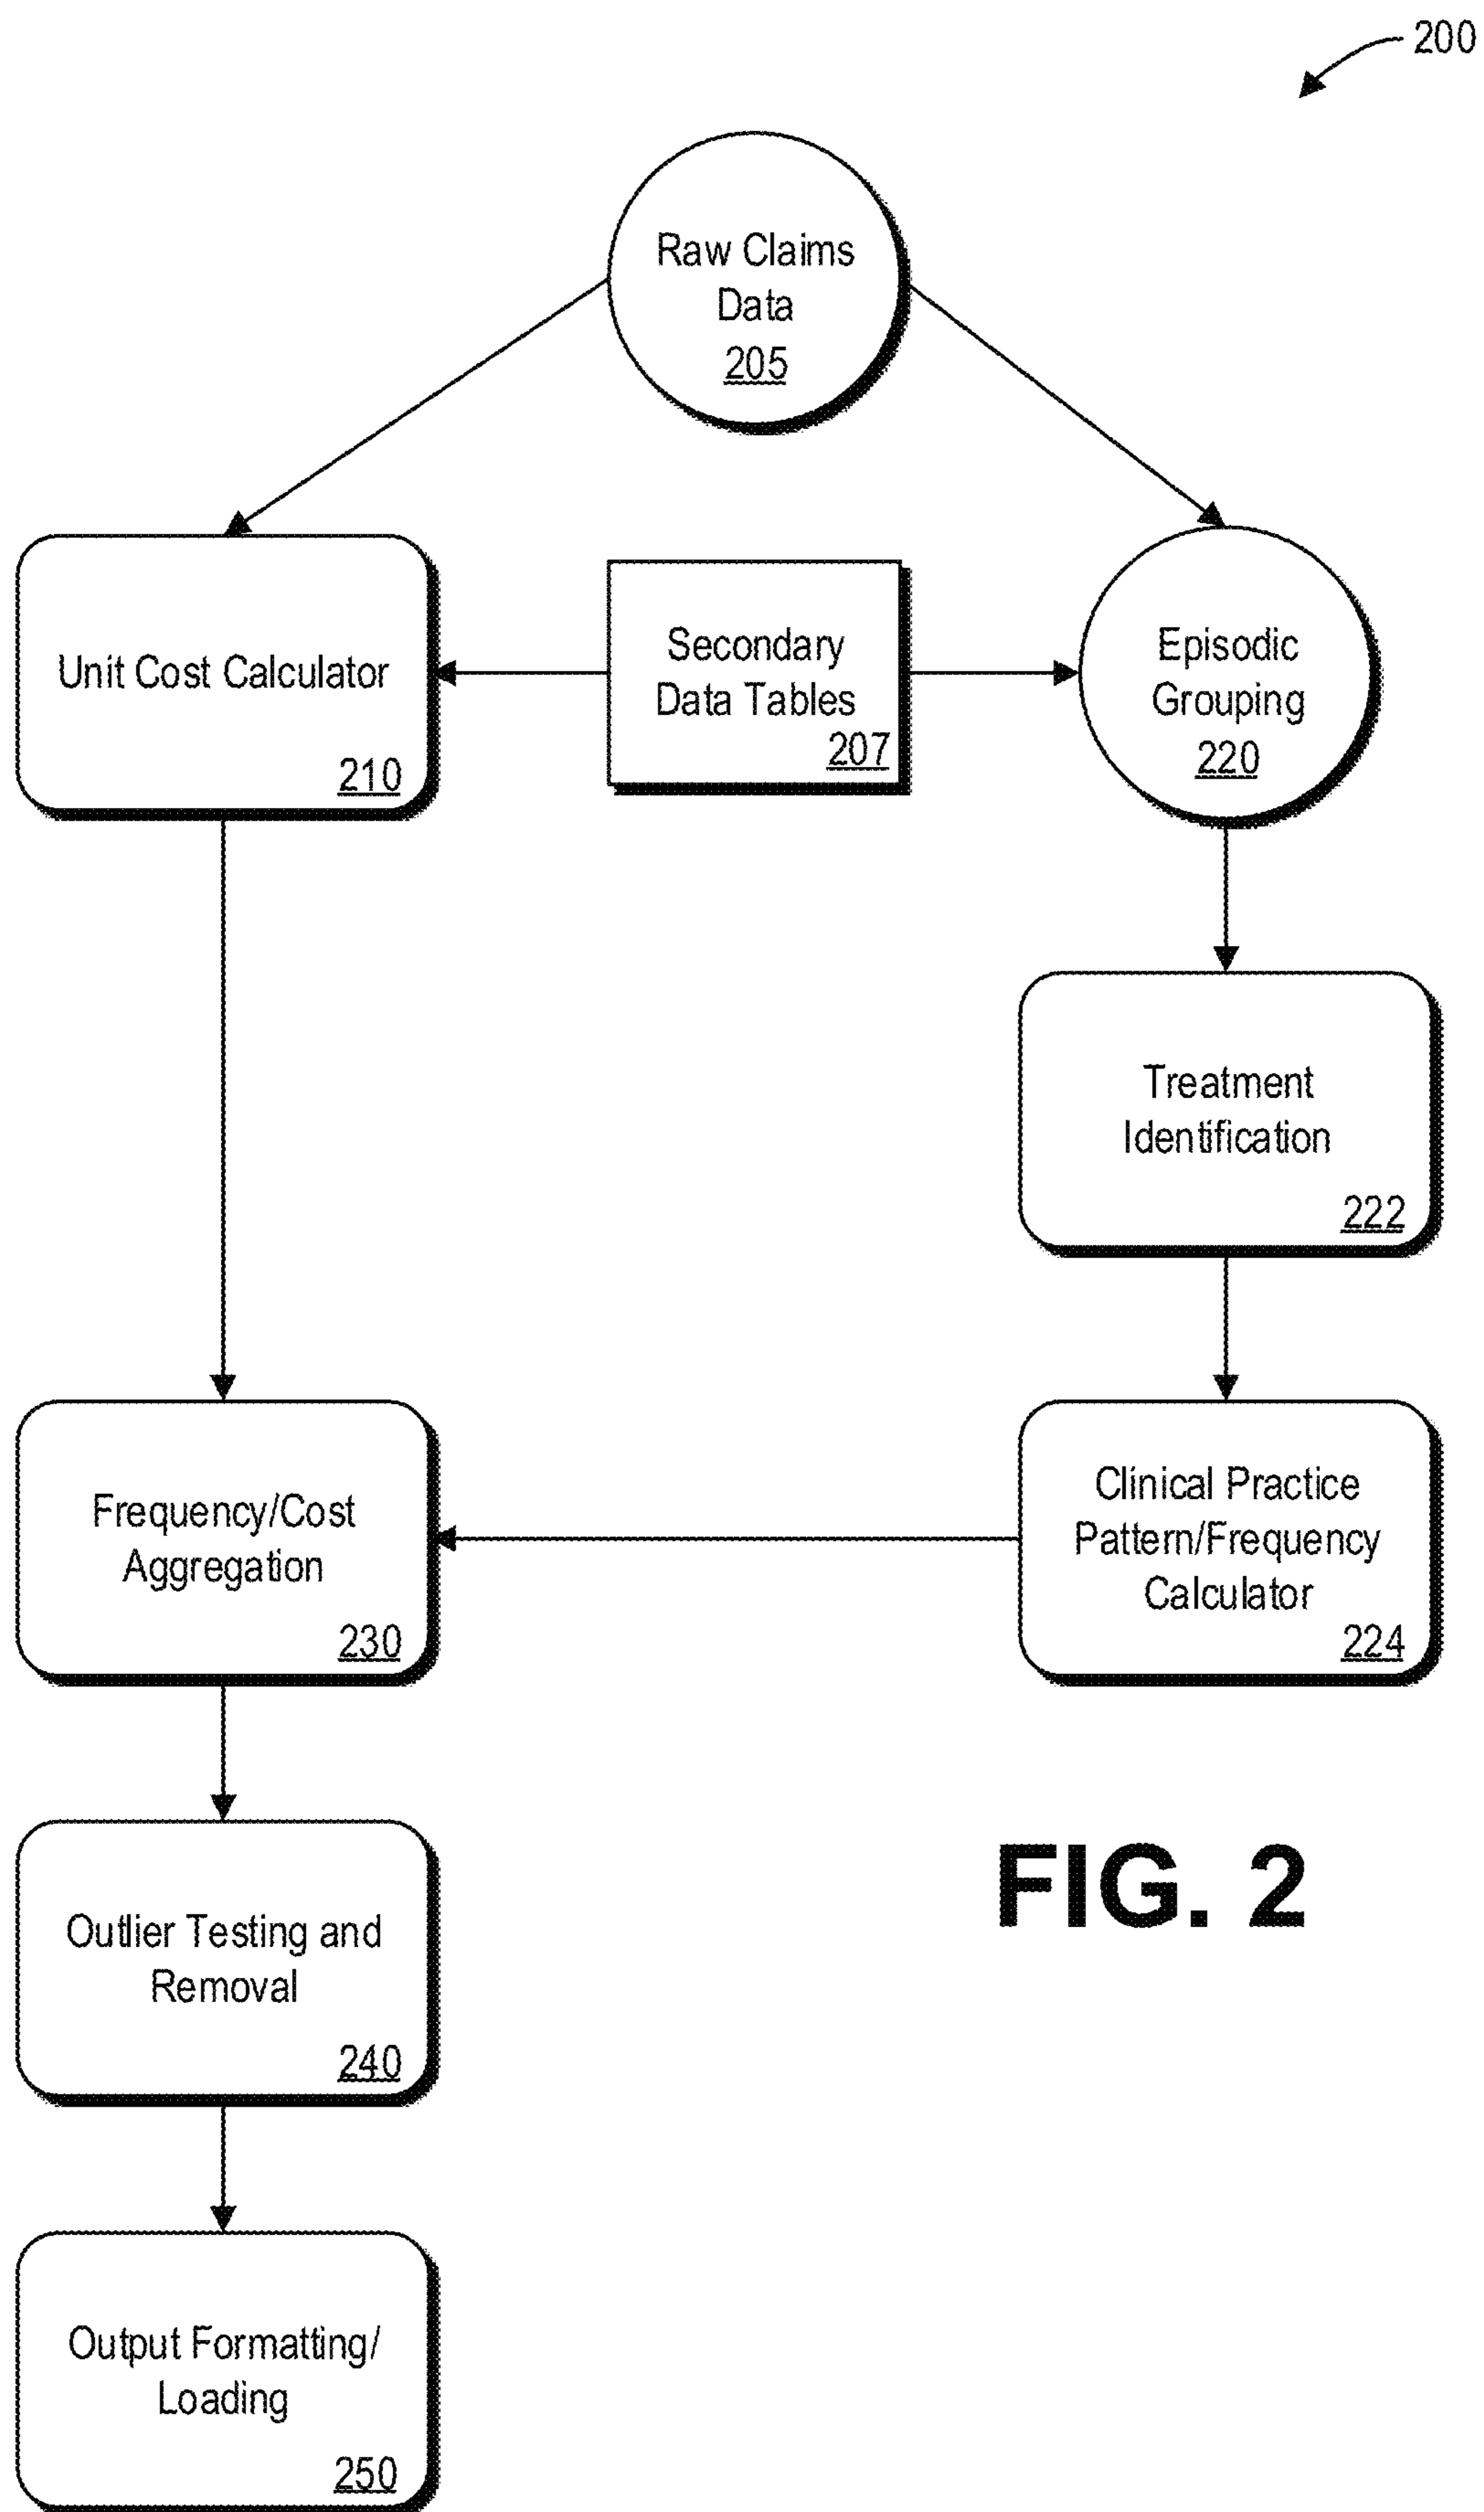 200
Raw Claims
Data
205
Unit Cost Calculator
210
Secondary
Data Tables
207
Episodic
Grouping
220
Treatment
Identification
222
Frequency/Cost
Aggregation
230
Clinical Practice
Pattern/Frequency
Calculator
224
Outlier Testing and
Removal
240
FIG. 2
Output Formatting/
Loading
250